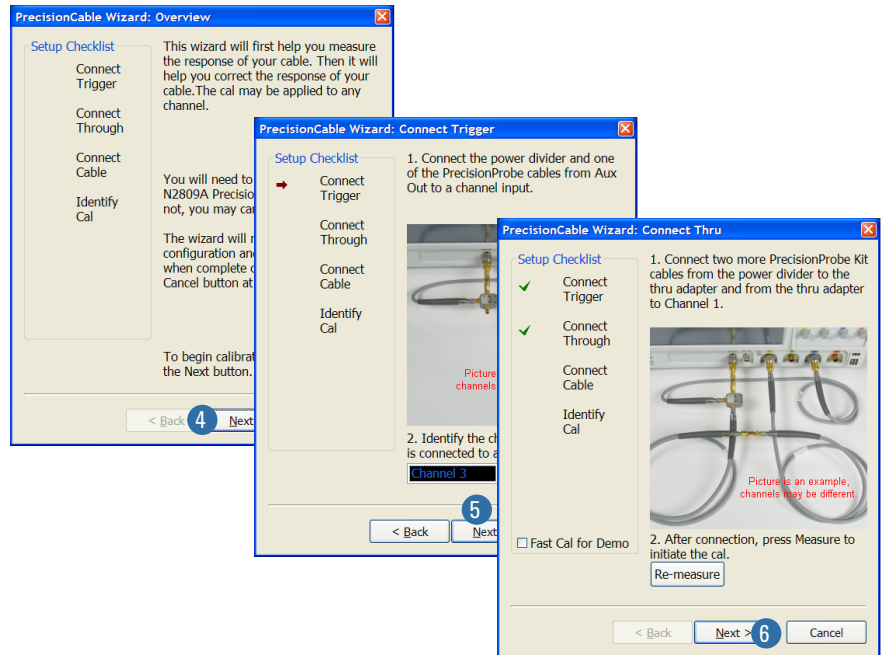 PrecisionCable Wizard: Overview
Setup Checklist
Connect
Trigger
Connect
Through
Connect
Cable
Identify
Cal
This wizard will first help you measure
the response of your cable. Then it will
help you correct the response of your
cable.The cal may be applied to any
channel.
You will need to
N2809A Precisio
not, you may ca
The wizard will r
configuration an
when complete
Cancel button at
To begin calibrat
the Next button.
< Back
4
Next
PrecisionCable Wizard: Connect Trigger
Setup Checklist
Connect
Trigger
Connect
Through
Connect
Cable
Identify
Cal
1. Connect the power divider and one
of the PrecisionProbe cables from Aux
Out to a channel input.
Picture
channels
2. Identify the ch
is connected to a
Channel 3
5
< Back
Next
PrecisionCable Wizard: Connect Thru
Setup Checklist
Connect
Trigger
Connect
Through
Connect
Cable
Identify
Cal
Fast Cal for Demo
1. Connect two more PrecisionProbe Kit
cables from the power divider to the
thru adapter and from the thru adapter
to Channel 1.
Picture is an example,
channels may be different.
2. After connection, press Measure to
initiate the cal.
Re-measure
< Back
Next >
6
Cancel